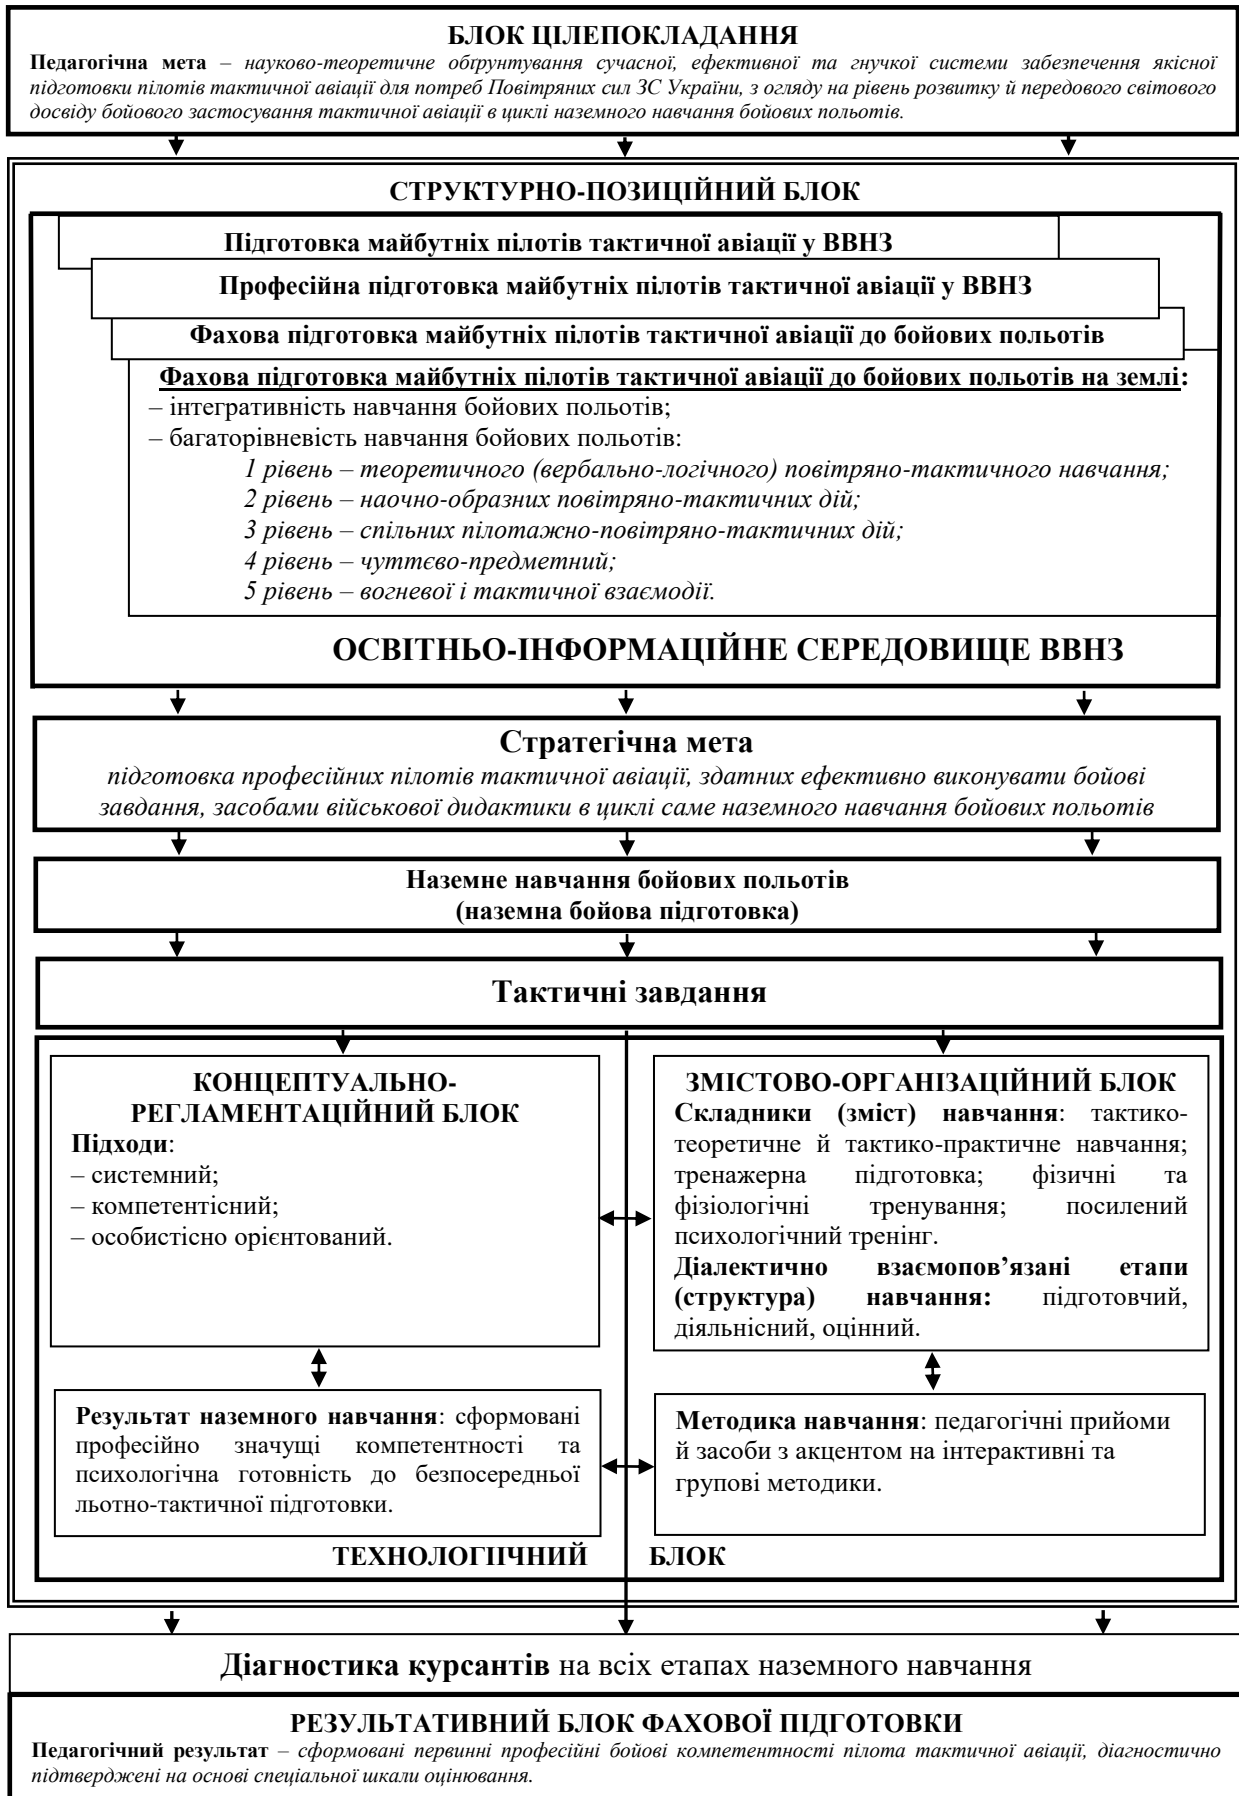 БЛОК ЦІЛЕПОКЛАДАННЯ
Педагогічна мета – науково-теоретичне обґрунтування сучасної, ефективної та гнучкої системи забезпечення якісної
підготовки пілотів тактичної авіації для потреб Повітряних сил ЗС України, з огляду на рівень розвитку й передового світового
досвіду бойового застосування тактичної авіації в циклі наземного навчання бойових польотів.
СТРУКТУРНО-ПОЗИЦІЙНИЙ БЛОК
Підготовка майбутніх пілотів тактичної авіації у ВВНЗ
Професійна підготовка майбутніх пілотів тактичної авіації у ВВНЗ
Фахова підготовка майбутніх пілотів тактичної авіації до бойових польотів
Фахова підготовка майбутніх пілотів тактичної авіації до бойових польотів на землі:
– інтегративність навчання бойових польотів;
– багаторівневість навчання бойових польотів:
1 рівень – теоретичного (вербально-логічного) повітряно-тактичного навчання;
2 рівень – наочно-образних повітряно-тактичних дій;
3 рівень – спільних пілотажно-повітряно-тактичних дій;
4 рівень – чуттєво-предметний;
5 рівень – вогневої і тактичної взаємодії.
ОСВІТНЬО-ІНФОРМАЦІЙНЕ СЕРЕДОВИЩЕ ВВНЗ
Стратегічна мета
підготовка професійних пілотів тактичної авіації, здатних ефективно виконувати бойові
завдання, засобами військової дидактики в циклі саме наземного навчання бойових польотів
Наземне навчання бойових польотів
(наземна бойова підготовка)
Тактичні завдання
КОНЦЕПТУАЛЬНО-
РЕГЛАМЕНТАЦІЙНИЙ БЛОК
Підходи:
– системний;
– компетентісний;
– особистісно орієнтований.
ЗМІСТОВО-ОРГАНІЗАЦІЙНИЙ БЛОК
Складники (зміст) навчання: тактико-
теоретичне й тактико-практичне навчання;
тренажерна підготовка; фізичні та
фізіологічні тренування; посилений
психологічний тренінг.
Діалектично взаємопов’язані етапи
(структура) навчання: підготовчий,
діяльнісний, оцінний.
Результат наземного навчання: сформовані
професійно значущі компетентності та
психологічна готовність до безпосередньої
льотно-тактичної підготовки.
Методика навчання: педагогічні прийоми
й засоби з акцентом на інтерактивні та
групові методики.
ТЕХНОЛОГІІЧНИЙ БЛОК
Діагностика курсантів на всіх етапах наземного навчання
РЕЗУЛЬТАТИВНИЙ БЛОК ФАХОВОЇ ПІДГОТОВКИ
Педагогічний результат – сформовані первинні професійні бойові компетентності пілота тактичної авіації, діагностично
підтверджені на основі спеціальної шкали оцінювання.